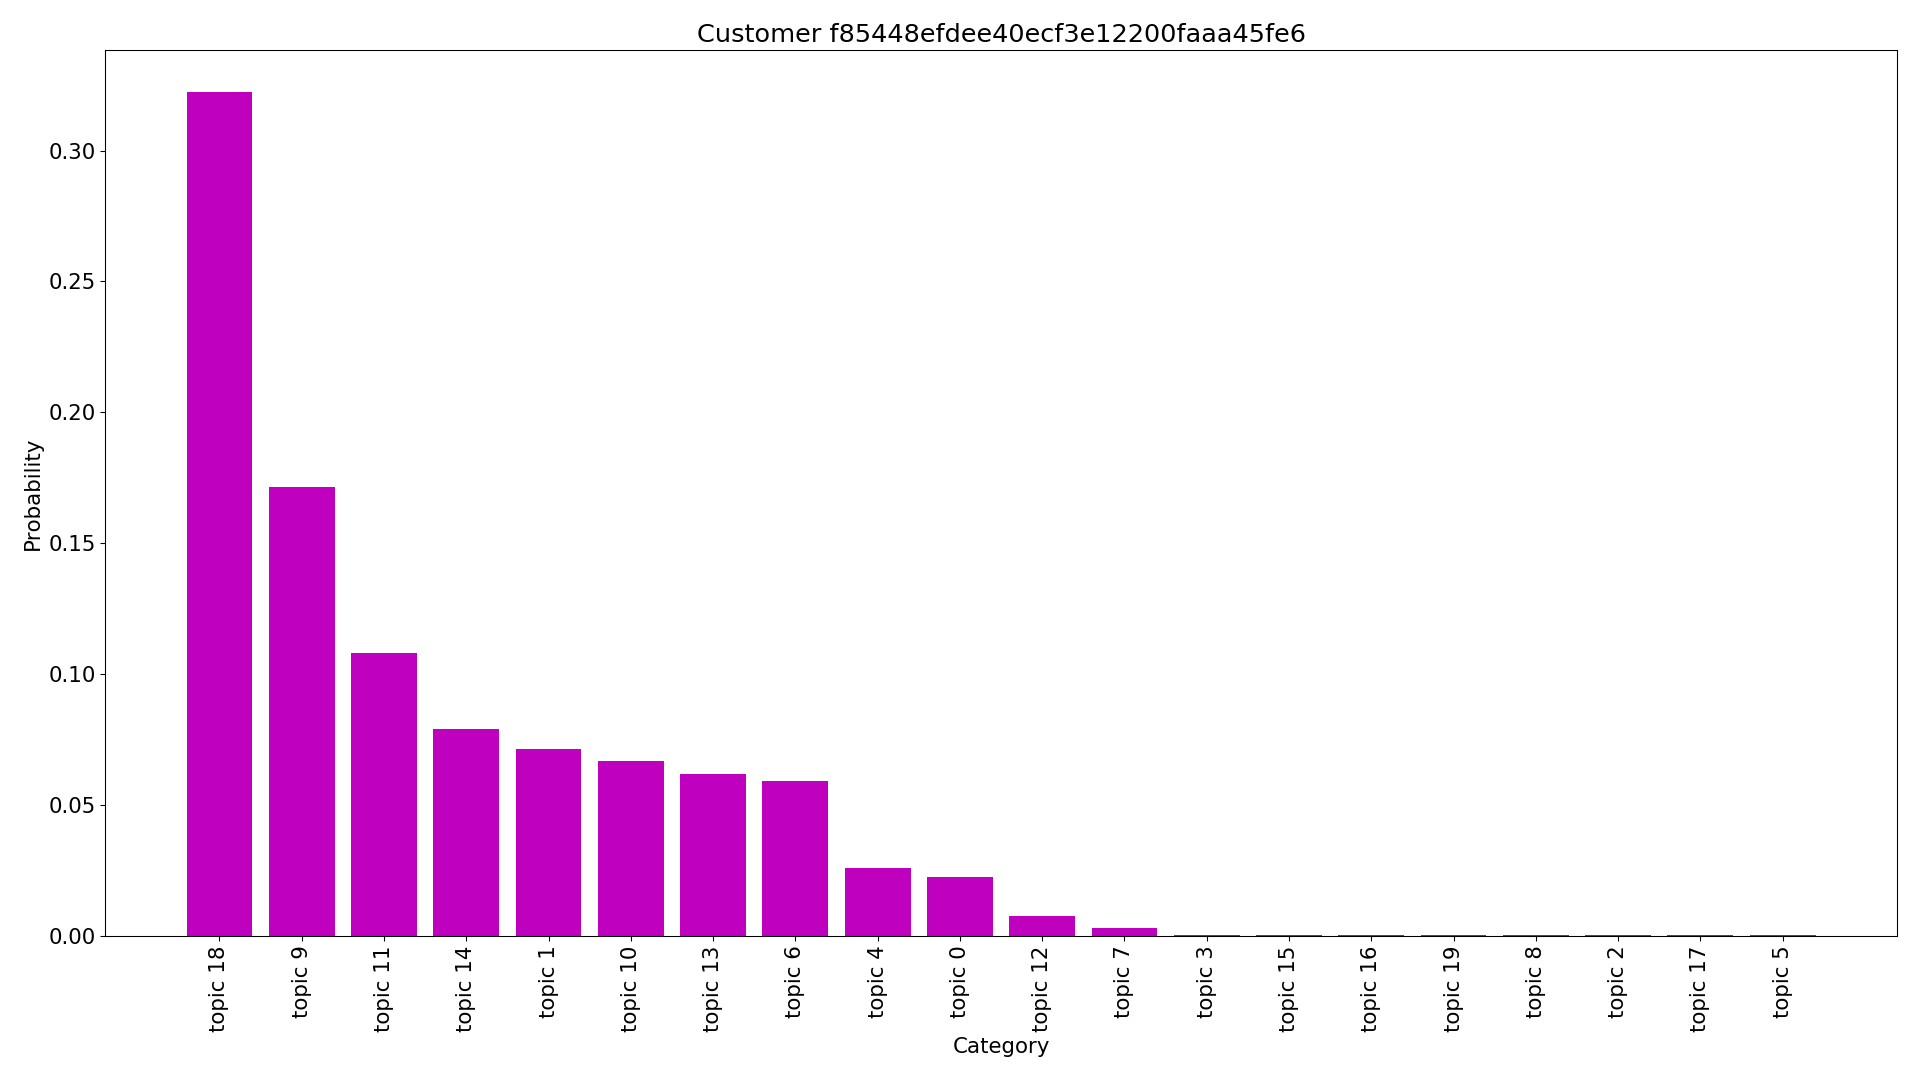 Customer f85448efdee40ecf3e12200faaa45fe6
Probability
0.30
0.25
0.20
0.15
0.10
0.05
0.00
topic 18
topic 9
topic 11
topic 14
topic 1
topic 10
topic 13
topic 6
topic 4
topic 0
topic 12
topic 7
topic 3
topic 15
topic 16
topic 19
topic 8
topic 2
topic 17
topic 5
Category